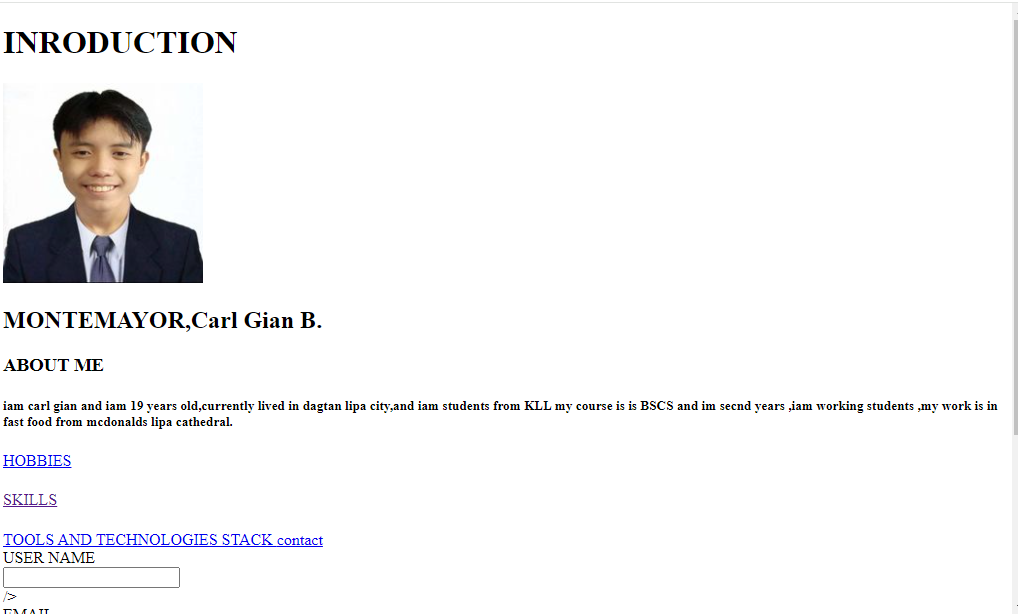 INRODUCTION
MONTEMAYOR,Carl Gian B.
ABOUT ME
iam carl gian and iam 19 years old,currently lived in dagtan lipa city,and iam students from KLL my course is is BSCS and im secnd years ,iam working students ,my work is in
fast food from mcdonalds lipa cathedral.
HOBBIES
SKILLS
TOOLS AND TECHNOLOGIES STACK contact
USER NAME
/>
EMAIL